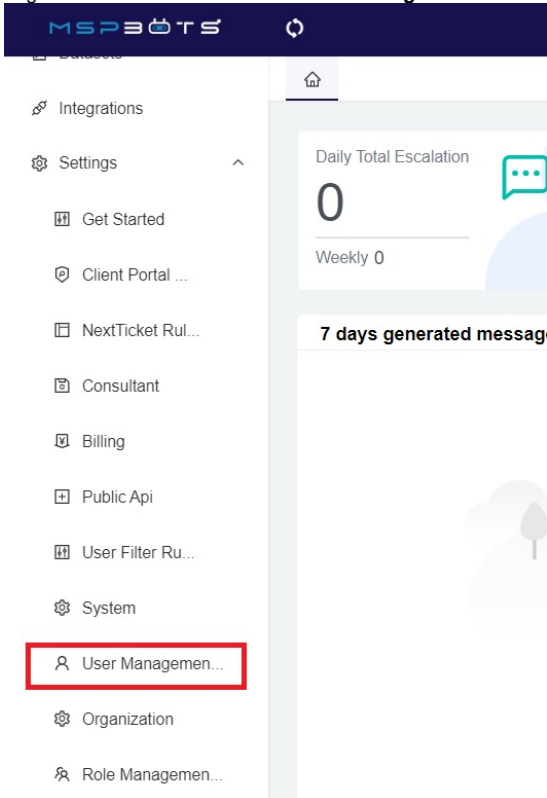 MSPBOTS
Integrations
Settings
Get Started
Client Portal ...
NextTicket Rul...
Consultant
Billing
Public Api
User Filter Ru...
System
User Managemen...
Organization
Role Managemen...
Daily Total Escalation
0
Weekly 0
7 days generated messag